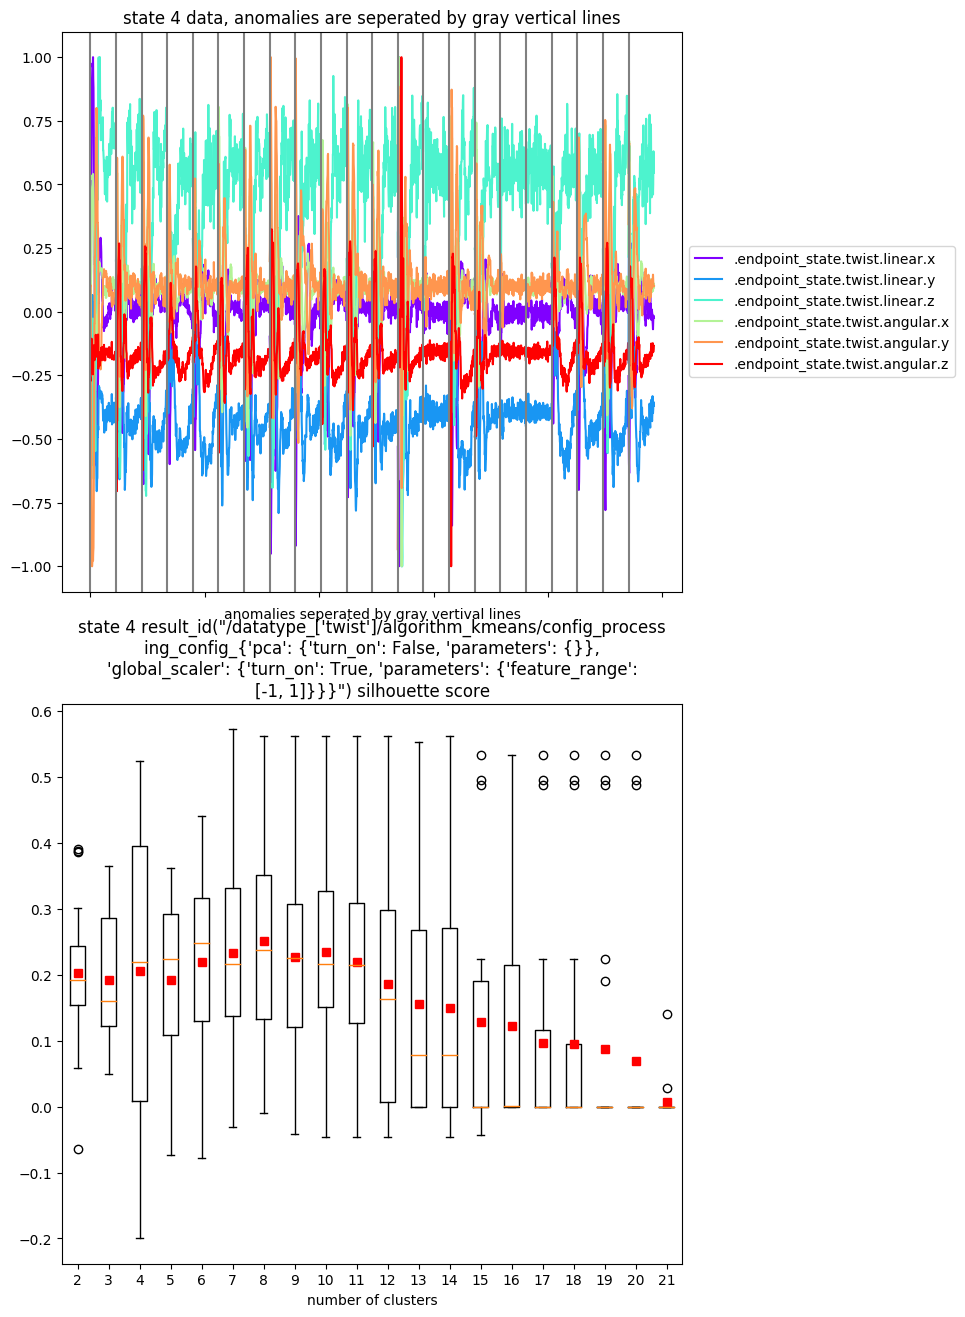 state 4 data, anomalies are seperated by gray vertical lines
1.00
0.75
0.50
0.25
0.00
−0.25
−0.50
−0.75
−1.00
.endpoint_state.twist.linear.x
.endpoint_state.twist.linear.y
.endpoint_state.twist.linear.z
.endpoint_state.twist.angular.x
.endpoint_state.twist.angular.y
.endpoint_state.twist.angular.z
anomalies seperated by gray vertival lines
state 4 result_id("/datatype_['twist']/algorithm_kmeans/config_process
ing_config_{'pca': {'turn_on': False, 'parameters': {}},
'global_scaler': {'turn_on': True, 'parameters': {'feature_range':
[-1, 1]}}}") silhouette score
0.6
0.5
0.4
0.3
0.2
0.1
0.0
−0.1
−0.2
2 3 4 5 6 7 8 9 10 11 12 13 14 15 16 17 18 19 20 21
number of clusters